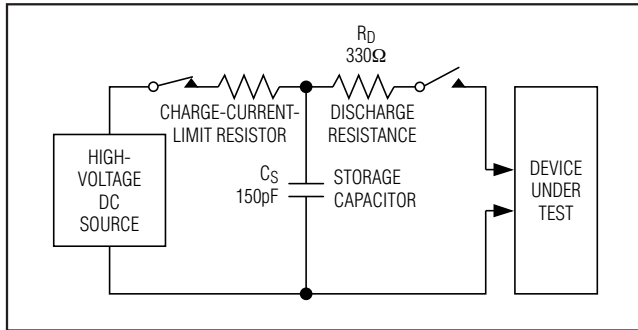 R_D
330Ω
CHARGE-CURRENT-
LIMIT RESISTOR
DISCHARGE
RESISTANCE
HIGH-
VOLTAGE
DC
SOURCE
C_S
150pF
STORAGE
CAPACITOR
DEVICE
UNDER
TEST